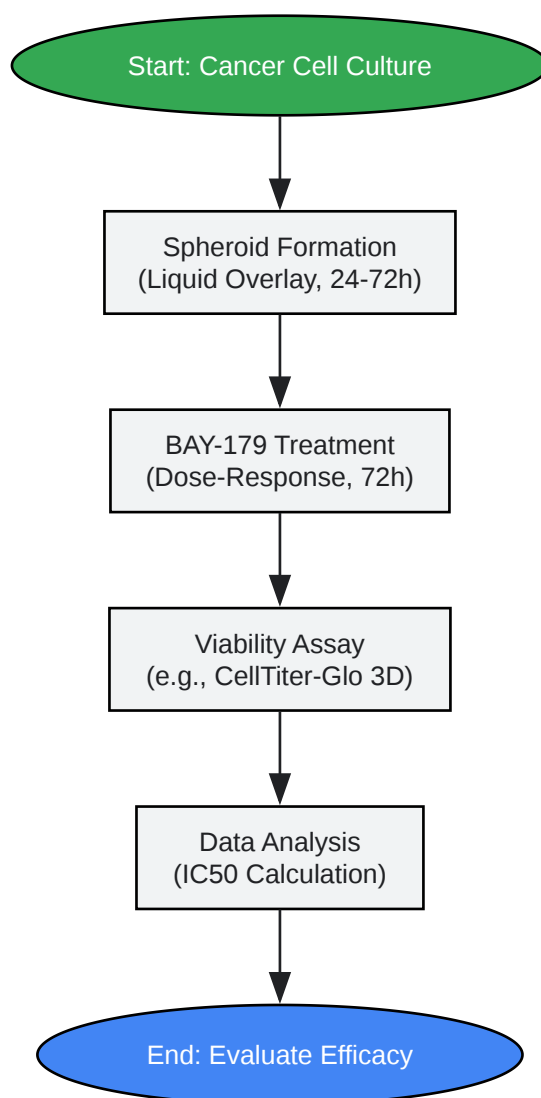 Start: Cancer Cell Culture
Spheroid Formation
(Liquid Overlay, 24-72h)
BAY-179 Treatment
(Dose-Response, 72h)
Viability Assay
(e.g., CellTiter-Glo 3D)
Data Analysis
(IC50 Calculation)
End: Evaluate Efficacy